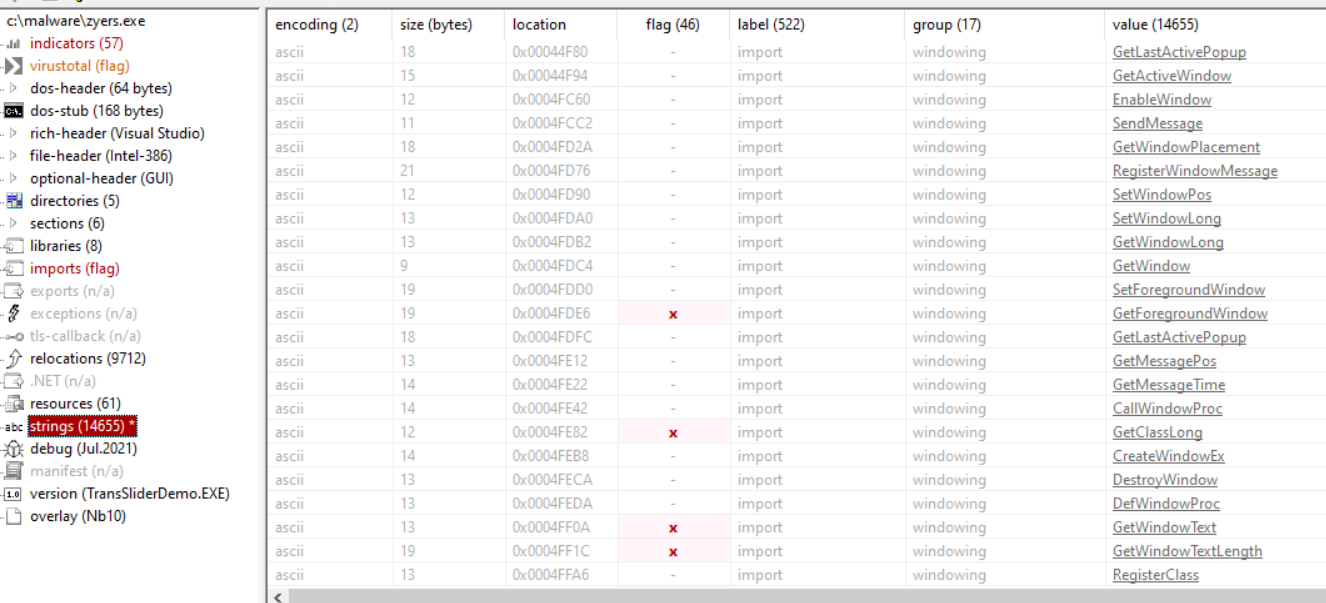 c:\malware\zyers.exe
indicators (57)
virustotal (flag)
dos-header (64 bytes)
dos-stub (168 bytes)
rich-header (Visual Studio)
file-header (Intel-386)
optional-header (GUI)
directories (5)
sections (6)
libraries (8)
imports (flag)
exports (n/a)
exceptions (n/a)
tls-callback (n/a)
relocations (9712)
.NET (n/a)
resources (61)
abc strings (14655) *
debug (Jul.2021)
manifest (n/a)
1.0 version (TransSliderDemo.EXE)
overlay (Nb10)
encoding (2) size (bytes) location flag (46) label (522) group (17) value (14655)
ascii 18 0x00044F80 - import windowing GetLastActivePopup
ascii 15 0x00044F94 - import windowing GetActiveWindow
ascii 12 0x0004FC60 - import windowing EnableWindow
ascii 11 0x0004FCC2 - import windowing SendMessage
ascii 18 0x0004FD2A - import windowing GetWindowPlacement
ascii 21 0x0004FD76 - import windowing RegisterWindowMessage
ascii 12 0x0004FD90 - import windowing SetWindowPos
ascii 13 0x0004FDA0 - import windowing SetWindowLong
ascii 13 0x0004FDB2 - import windowing GetWindowLong
ascii 9 0x0004FDC4 - import windowing GetWindow
ascii 19 0x0004FDD0 - import windowing SetForegroundWindow
ascii 19 0x0004FDE6 x import windowing GetForegroundWindow
ascii 18 0x0004FDFC - import windowing GetLastActivePopup
ascii 13 0x0004FE12 - import windowing GetMessagePos
ascii 14 0x0004FE22 - import windowing GetMessageTime
ascii 14 0x0004FE42 - import windowing CallWindowProc
ascii 12 0x0004FE82 x import windowing GetClassLong
ascii 14 0x0004FEB8 - import windowing CreateWindowEx
ascii 13 0x0004FECA - import windowing DestroyWindow
ascii 13 0x0004FEDA - import windowing DefWindowProc
ascii 13 0x0004FF0A x import windowing GetWindowText
ascii 19 0x0004FF1C x import windowing GetWindowTextLength
ascii 13 0x0004FFA6 - import windowing RegisterClass